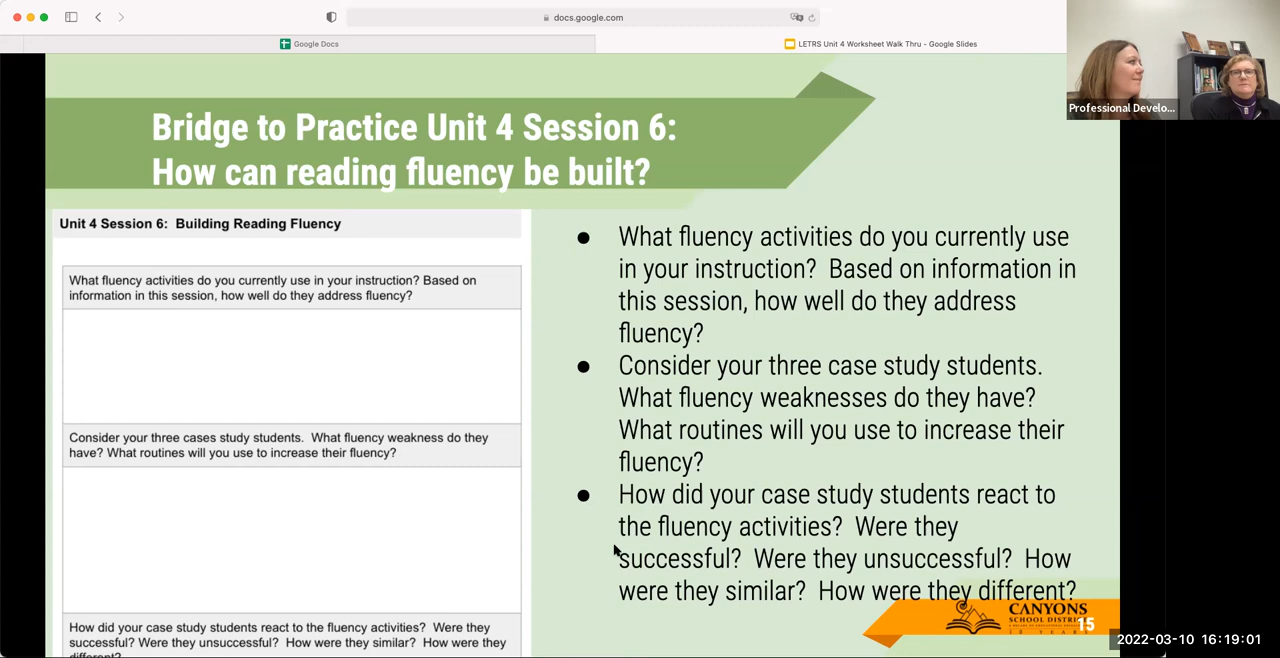 docs.google.com
Google Docs
LETRS Unit 4 Worksheet Walk Thru - Google Slides
Professional Develo...
Bridge to Practice Unit 4 Session 6:
How can reading fluency be built?
Unit 4 Session 6: Building Reading Fluency
What fluency activities do you currently use in your instruction? Based on
information in this session, how well do they address fluency?
Consider your three cases study students. What fluency weakness do they
have? What routines will you use to increase their fluency?
How did your case study students react to the fluency activities? Were they
successful? Were they unsuccessful? How were they similar? How were they
different?
● What fluency activities do you currently use
in your instruction? Based on information in
this session, how well do they address
fluency?
● Consider your three case study students.
What fluency weaknesses do they have?
What routines will you use to increase their
fluency?
● How did your case study students react to
the fluency activities? Were they
successful? Were they unsuccessful? How
were they similar? How were they different?
CANYONS
SCHOOL DISTRI
15
2022-03-10 16:19:01